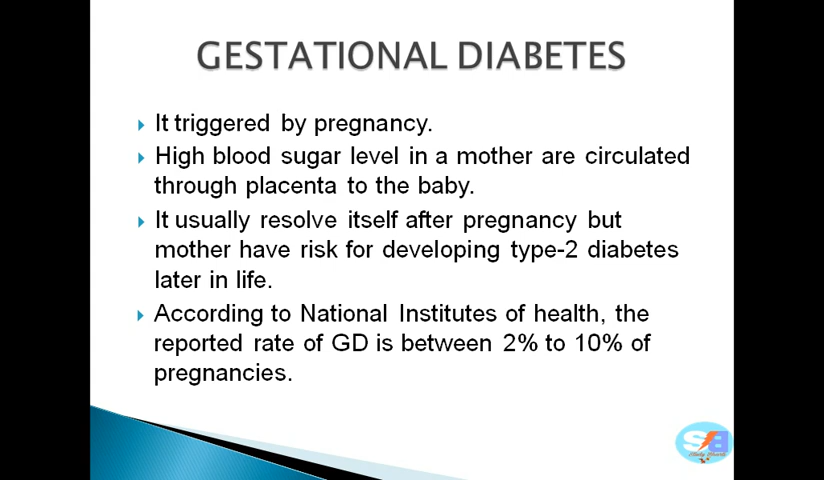 GESTATIONAL DIABETES
It triggered by pregnancy.
High blood sugar level in a mother are circulated
through placenta to the baby.
It usually resolve itself after pregnancy but
mother have risk for developing type-2 diabetes
later in life.
According to National Institutes of health, the
reported rate of GD is between 2% to 10% of
pregnancies.